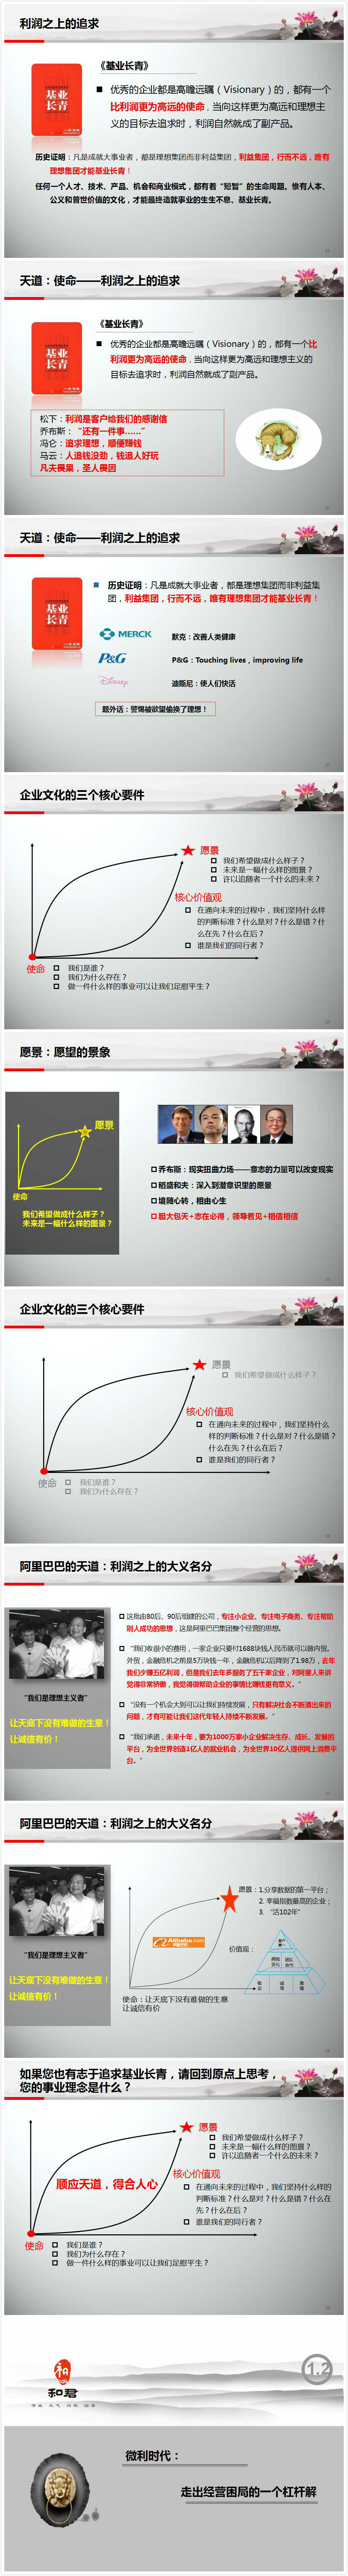 利润之上的追求
基业
长青
《基业长青》
优秀的企业都是高瞻远瞩（Visionary）的，都有一个
比利润更为高远的使命，当向这样更为高远和理想主
义的目标去追求时，利润自然就成了副产品。
历史证明：凡是成就大事业者，都是理想集团而非利益集团，利益集团，行而不远，唯有
理想集团才能基业长青！
任何一个人才、技术、产品、机会和商业模式，都有着“短暂”的生命周期。惟有人本、
公义和普世价值的文化，才能最终造就事业的生生不息、基业长青。
天道：使命——利润之上的追求
基业
长青
《基业长青》
优秀的企业都是高瞻远瞩（Visionary）的，都有一个比
利润更为高远的使命，当向这样更为高远和理想主义的
目标去追求时，利润自然就成了副产品。
松下：利润是客户给我们的感谢信
乔布斯：“还有一件事……”
冯仑：追求理想，顺便赚钱
马云：人追钱没劲，钱追人好玩
凡夫畏果，圣人畏因
天道：使命——利润之上的追求
基业
长青
历史证明：凡是成就大事业者，都是理想集团而非利益集
团，利益集团，行而不远，唯有理想集团才能基业长青！
MERCK
默克：改善人类健康
P&G
P&G：Touching lives，improving life
Disney
迪斯尼：使人们快活
题外话：警惕被欲望偷换了理想！
企业文化的三个核心要件
愿景
我们希望做成什么样子？
未来是一幅什么样的图景？
许以追随者一个什么的未来？
核心价值观
在通向未来的过程中，我们坚持什么样
的判断标准？什么是对？什么是错？什
么在先？什么在后？
谁是我们的同行者？
使命
我们是谁？
我们为什么存在？
做一件什么样的事业可以让我们足慰平生？
愿景：愿望的景象
愿景
使命
我们希望做成什么样子？
未来是一幅什么样的图景？
乔布斯：现实扭曲力场——意志的力量可以改变现实
稻盛和夫：深入到潜意识里的愿景
境随心转，相由心生
胆大包天+志在必得，领导看见+相信相信
企业文化的三个核心要件
愿景
我们希望做成什么样子？
核心价值观
在通向未来的过程中，我们坚持什么
样的判断标准？什么是对？什么是错？
什么在先？什么在后？
谁是我们的同行者？
使命
我们是谁？
我们为什么存在？
阿里巴巴的天道：利润之上的大义名分
“我们是理想主义者”
让天底下没有难做的生意！
让诚信有价！
这批由80后、90后组建的公司，专注小企业、专注电子商务、专注帮助
别人成功的思想，这是阿里巴巴集团整个经营的思想。
“我们收很小的费用，一家企业只要付1688块钱人民币就可以做内贸。
外贸，金融危机之前是5万块钱一年，金融危机以后降到了1.98万，去年
我们少赚五亿利润，但是我们去年多服务了五千家企业，对阿里人来讲
觉得非常骄傲，我觉得做帮助企业的事情比赚钱更有意义。”
“没有一个机会大到可以让我们持续发展，只有解决社会不断涌出来的
问题，才有可能让我们这代年轻人持续不断发展。”
“我们承诺，未来十年，要为1000万家小企业解决生存、成长、发展的
平台，为全世界创造1亿人的就业机会，为全世界10亿人提供网上消费平
台。”
阿里巴巴的天道：利润之上的大义名分
“我们是理想主义者”
让天底下没有难做的生意！
让诚信有价！
愿景：1.分享数据的第一平台；
2. 幸福指数最高的企业；
3. “活102年”
Alibaba.com
价值观：
客户
第一
拥抱
变化
团队
合作
敬业
诚信
激情
使命：让天底下没有难做的生意
让诚信有价
如果您也有志于追求基业长青，请回到原点上思考，
您的事业理念是什么？
愿景
我们希望做成什么样子？
未来是一幅什么样的图景？
许以追随者一个什么的未来？
顺应天道，得合人心
核心价值观
在通向未来的过程中，我们坚持什么样的
判断标准？什么是对？什么是错？什么在
先？什么在后？
谁是我们的同行者？
使命
我们是谁？
我们为什么存在？
做一件什么样的事业可以让我们足慰平生？
和君
1.2
微利时代：
走出经营困局的一个杠杆解